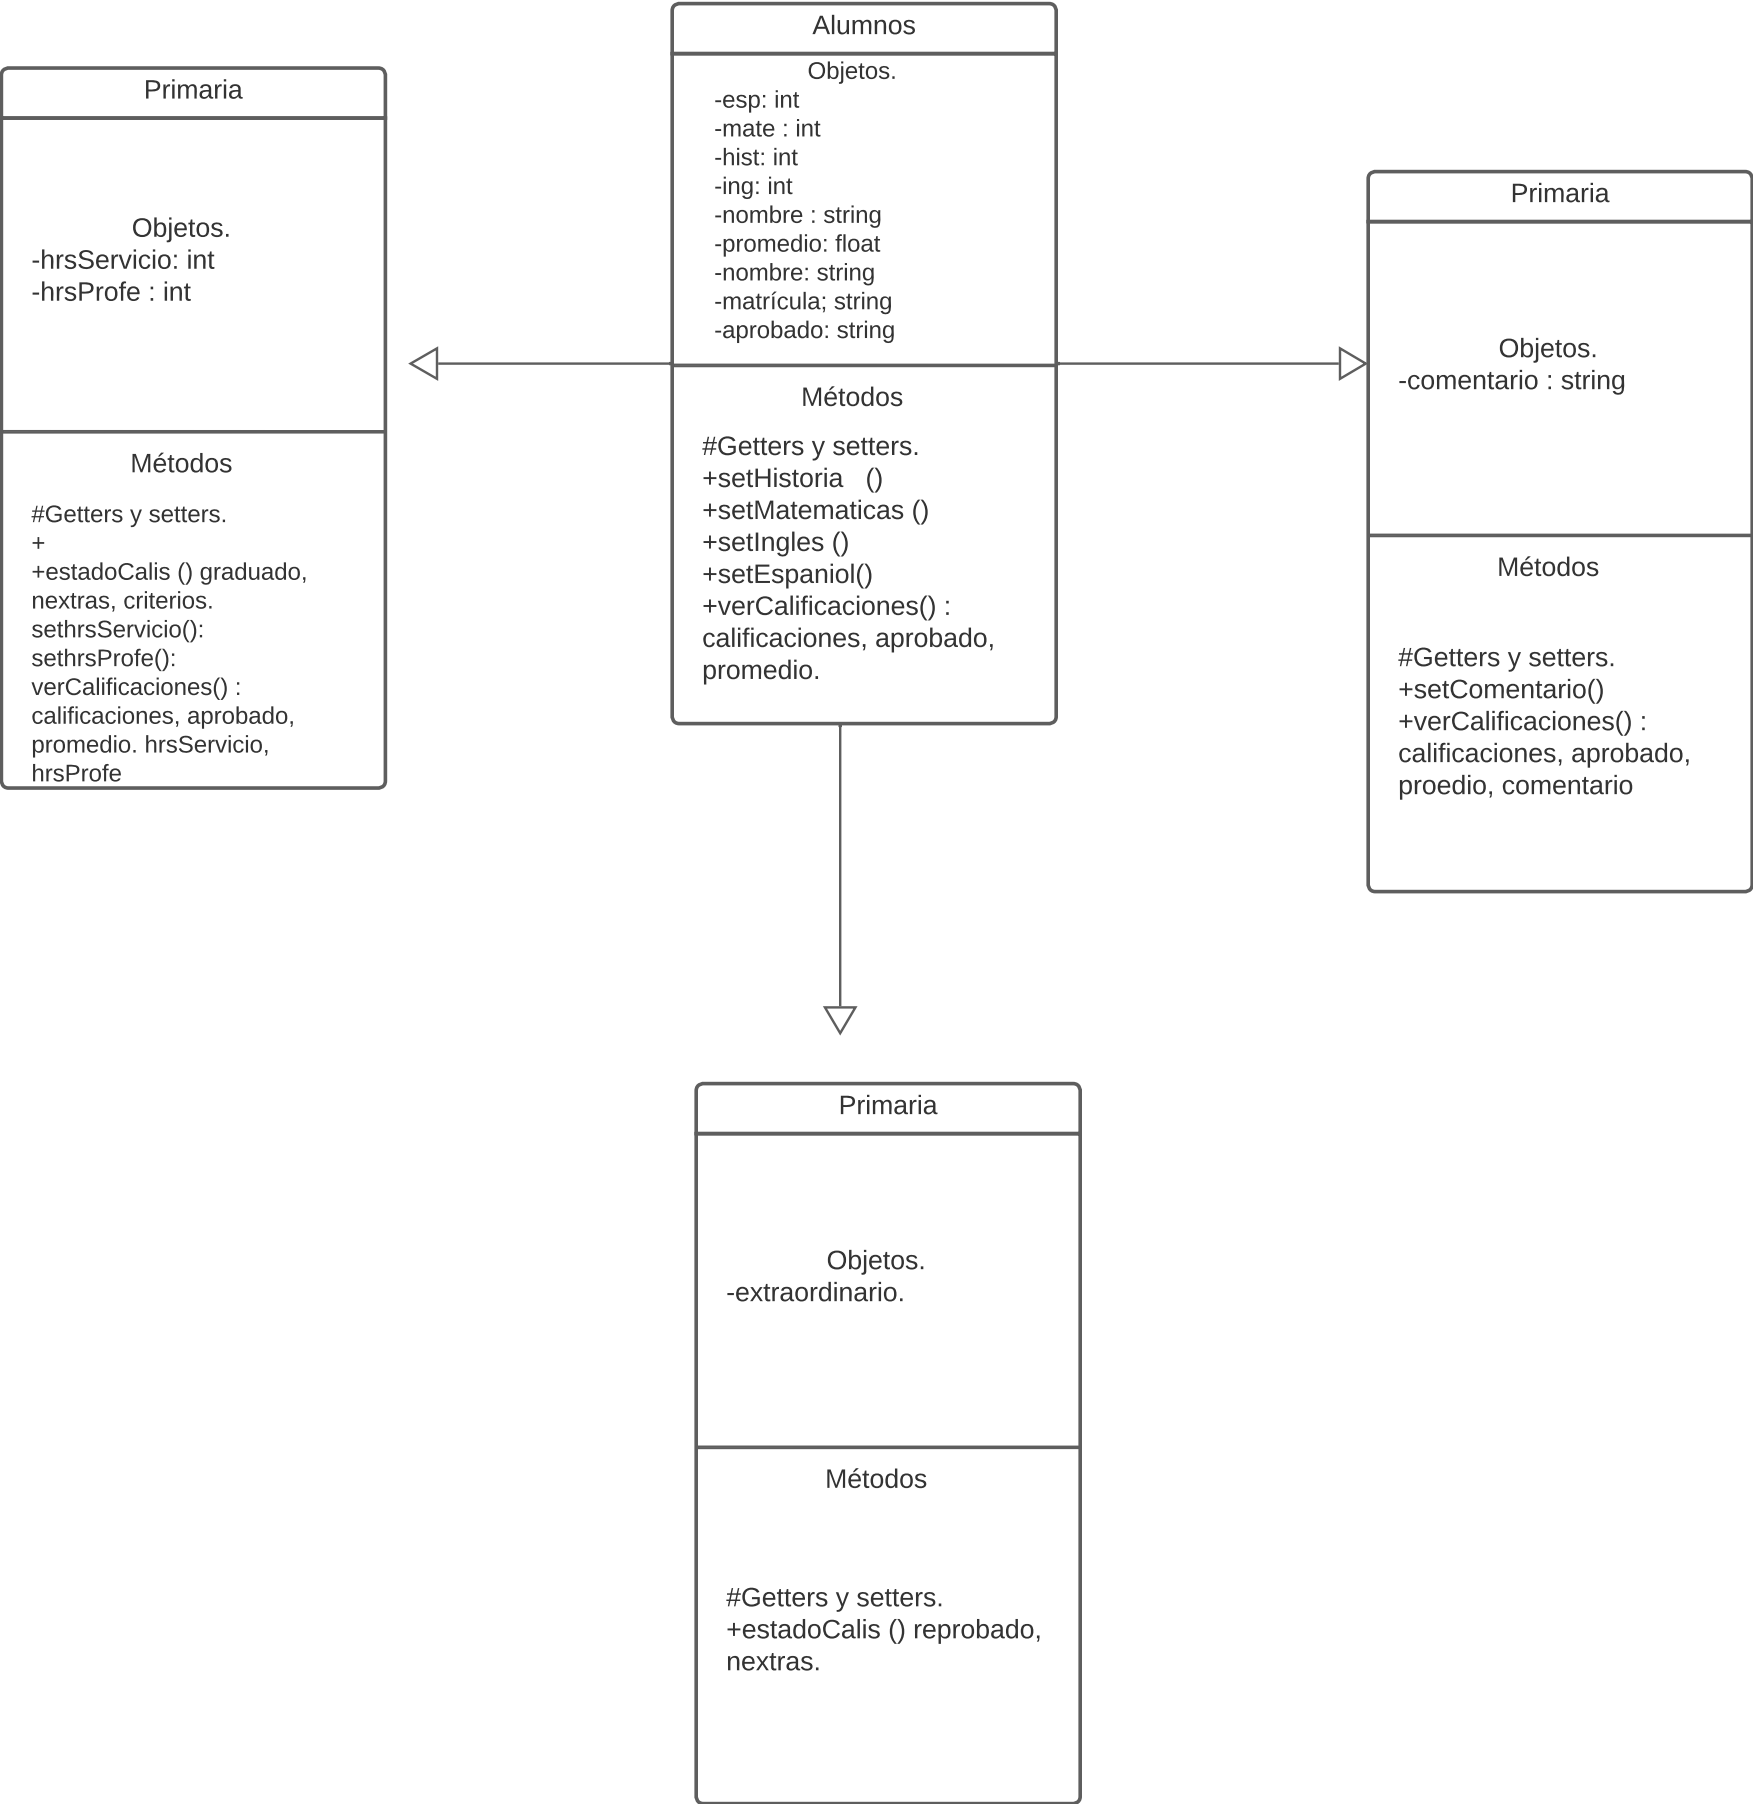 Alumnos
Objetos.
-esp: int
-mate : int
-hist: int
-ing: int
-nombre : string
-promedio: float
-nombre: string
-matrícula; string
-aprobado: string
Métodos
#Getters y setters.
+setHistoria   ()
+setMatematicas ()
+setIngles ()
+setEspaniol()
+verCalificaciones() :
calificaciones, aprobado,
promedio.
Primaria
Objetos.
-hrsServicio: int
-hrsProfe : int
Métodos
#Getters y setters.
+
+estadoCalis () graduado,
nextras, criterios.
sethrsServicio():
sethrsProfe():
verCalificaciones() :
calificaciones, aprobado,
promedio. hrsServicio,
hrsProfe
Primaria
Objetos.
-comentario : string
Métodos
#Getters y setters.
+setComentario()
+verCalificaciones() :
calificaciones, aprobado,
proedio, comentario
Primaria
Objetos.
-extraordinario.
Métodos
#Getters y setters.
+estadoCalis () reprobado,
nextras.